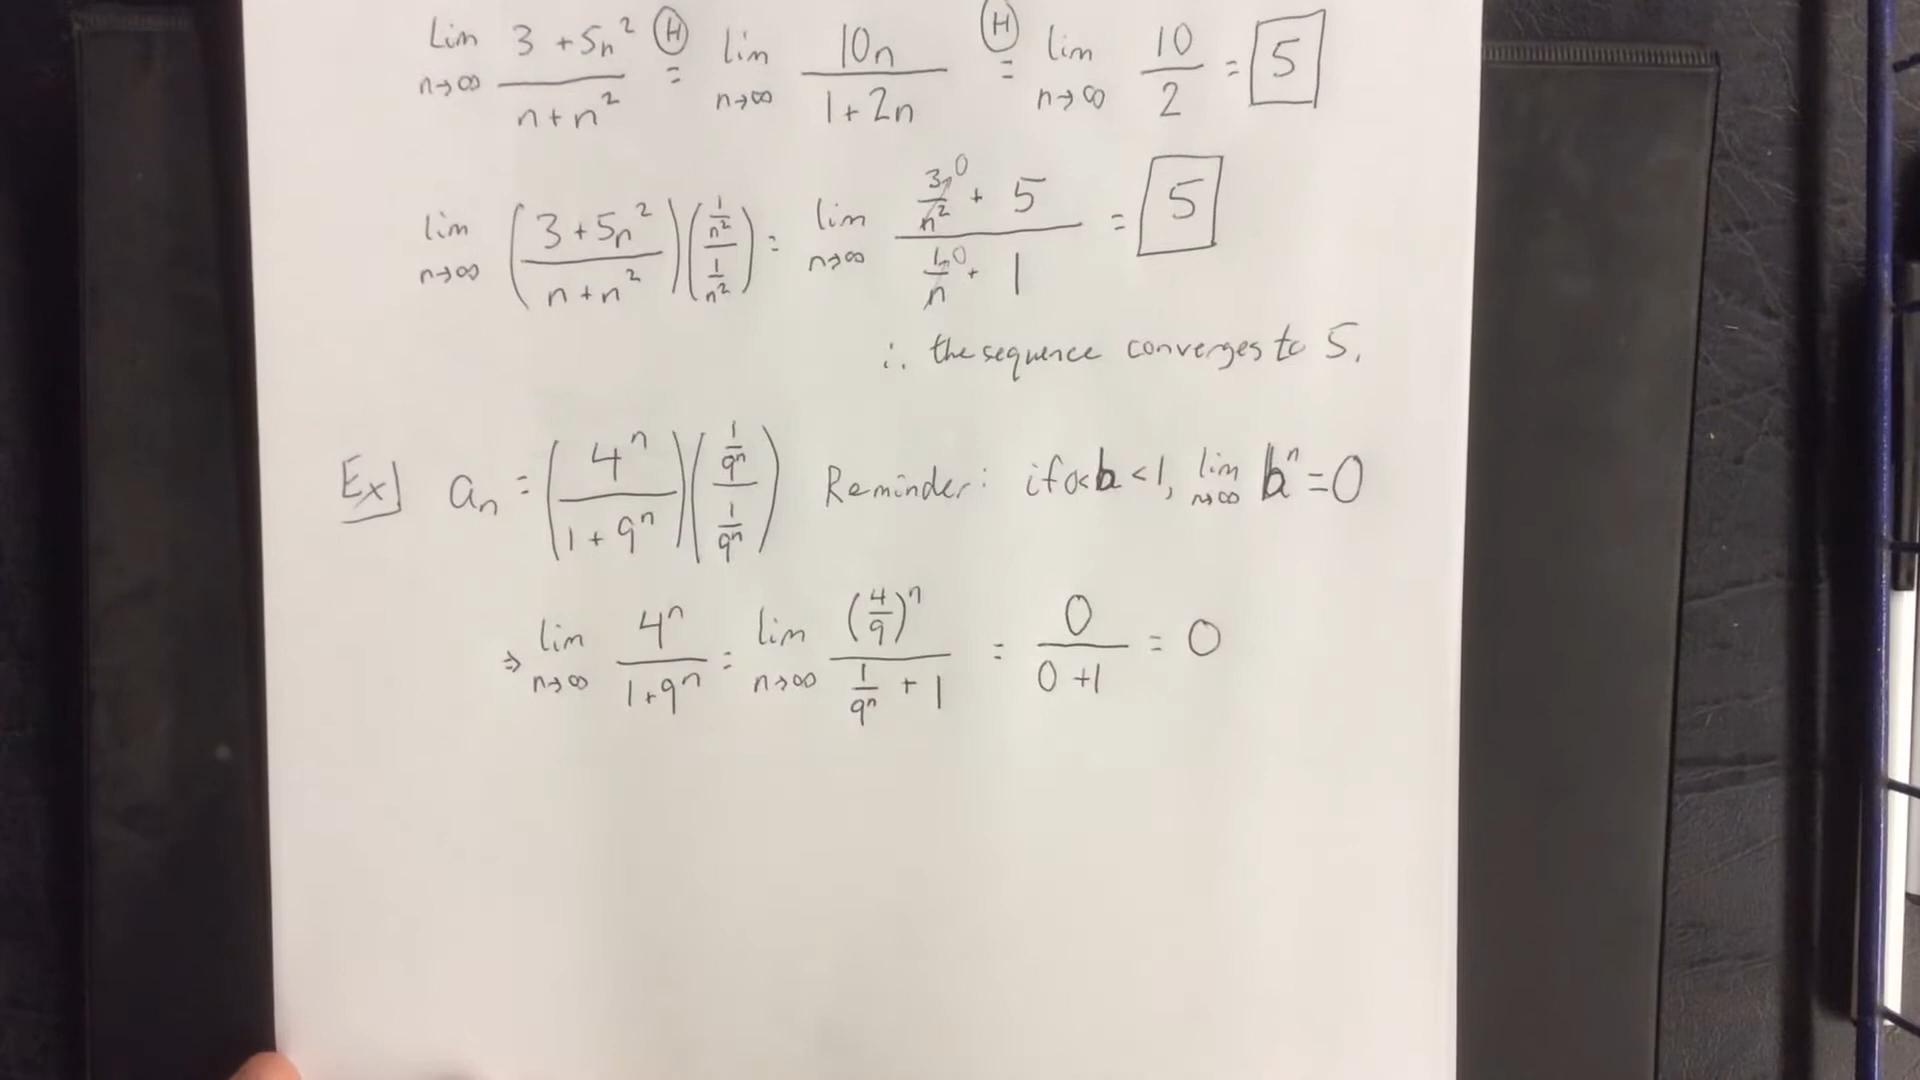 lim n→∞ (3 + 5n²)/(n + n²) Ⓗ= lim n→∞ 10n/(1 + 2n) Ⓗ= lim n→∞ 10/2 = 5
lim n→∞ ((3 + 5n²)/(n + n²))((1/n²)/(1/n²)) = lim n→∞ (3/n²→0 + 5)/(1/n→0 + 1) = 5
∴ the sequence converges to 5.
Ex] aₙ = (4ⁿ/(1 + 9ⁿ))((1/9ⁿ)/(1/9ⁿ)) Reminder: if 0<b<1, lim n→∞ bⁿ = 0
⇒ lim n→∞ 4ⁿ/(1+9ⁿ) = lim n→∞ (4/9)ⁿ/(1/9ⁿ + 1) = 0/(0+1) = 0